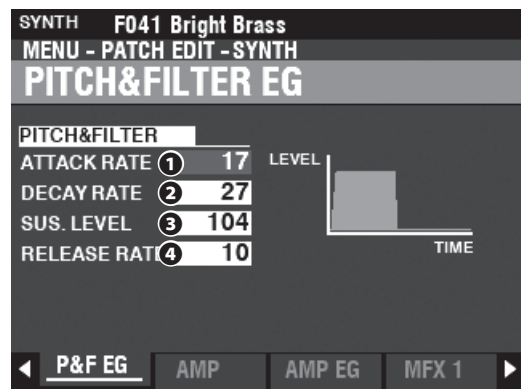 SYNTH F041 Bright Brass
MENU - PATCH EDIT - SYNTH
PITCH&FILTER EG
PITCH&FILTER
ATTACK RATE 1 17
DECAY RATE 2 27
SUS. LEVEL 3 104
RELEASE RATE 4 10
LEVEL
TIME
P&F EG AMP AMP EG MFX 1